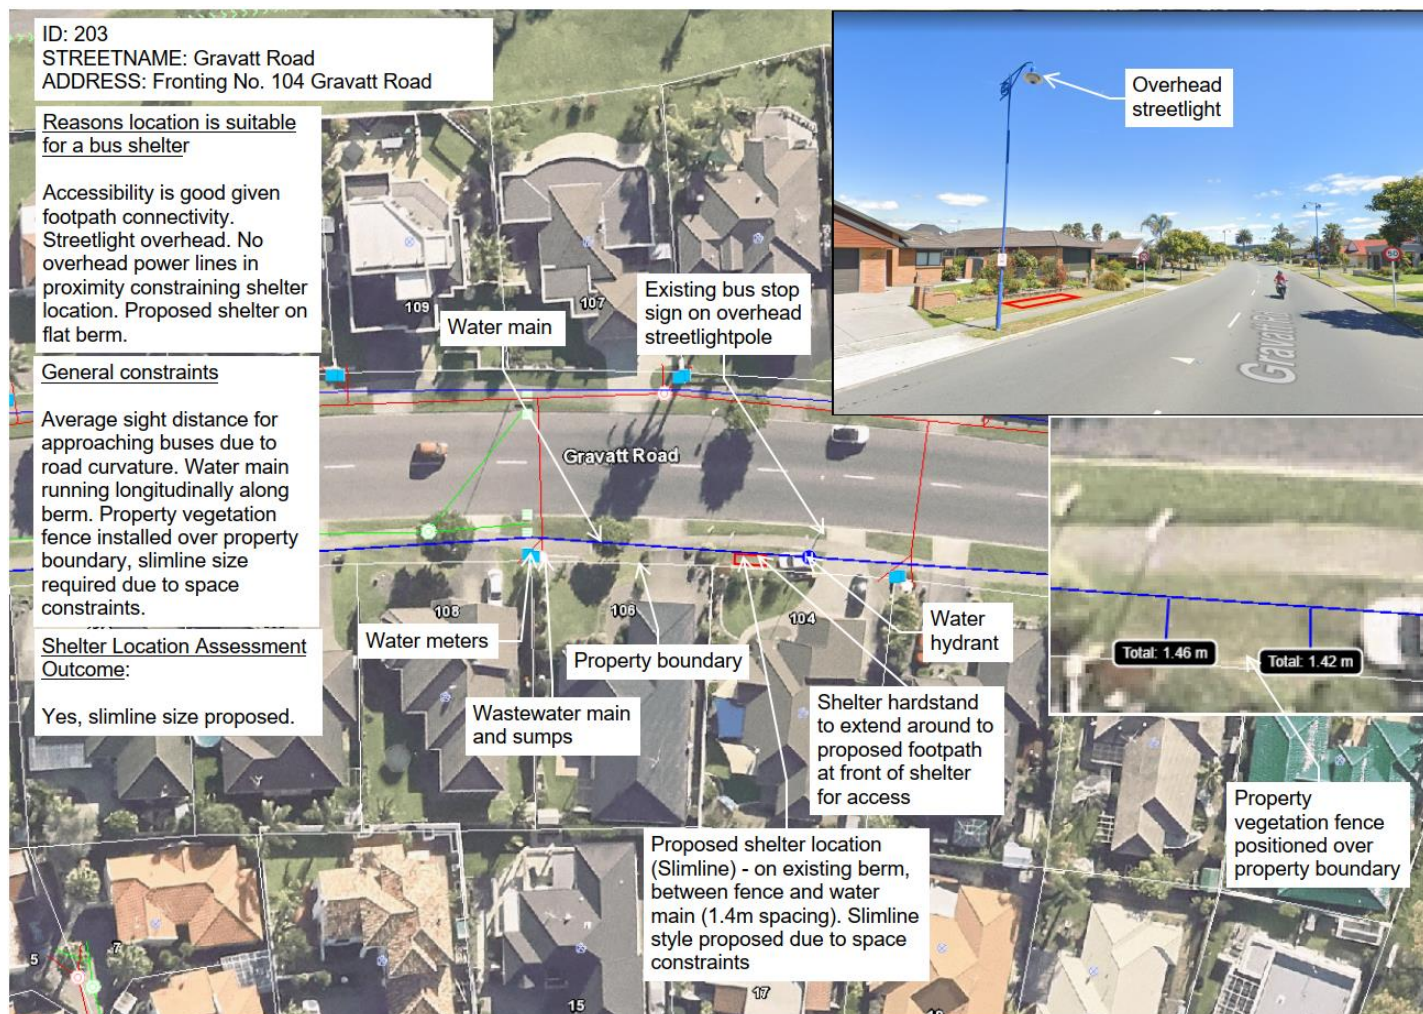 ID: 203
STREETNAME: Gravatt Road
ADDRESS: Fronting No. 104 Gravatt Road
Reasons location is suitable
for a bus shelter
Accessibility is good given
footpath connectivity.
Streetlight overhead. No
overhead power lines in
proximity constraining shelter
location. Proposed shelter on
flat berm.
General constraints
Average sight distance for
approaching buses due to
road curvature. Water main
running longitudinally along
berm. Property vegetation
fence installed over property
boundary, slimline size
required due to space
constraints.
Shelter Location Assessment
Outcome:
Yes, slimline size proposed.
Overhead
streetlight
50
Gravatt Rd
109
107
Water main
Existing bus stop
sign on overhead
streetlightpole
Gravatt Road
108
106
104
Water meters
Property boundary
Water
hydrant
Wastewater main
and sumps
Shelter hardstand
to extend around to
proposed footpath
at front of shelter
for access
Total: 1.46 m
Total: 1.42 m
Property
vegetation fence
positioned over
property boundary
Proposed shelter location
(Slimline) - on existing berm,
between fence and water
main (1.4m spacing). Slimline
style proposed due to space
constraints
5
7
15
17